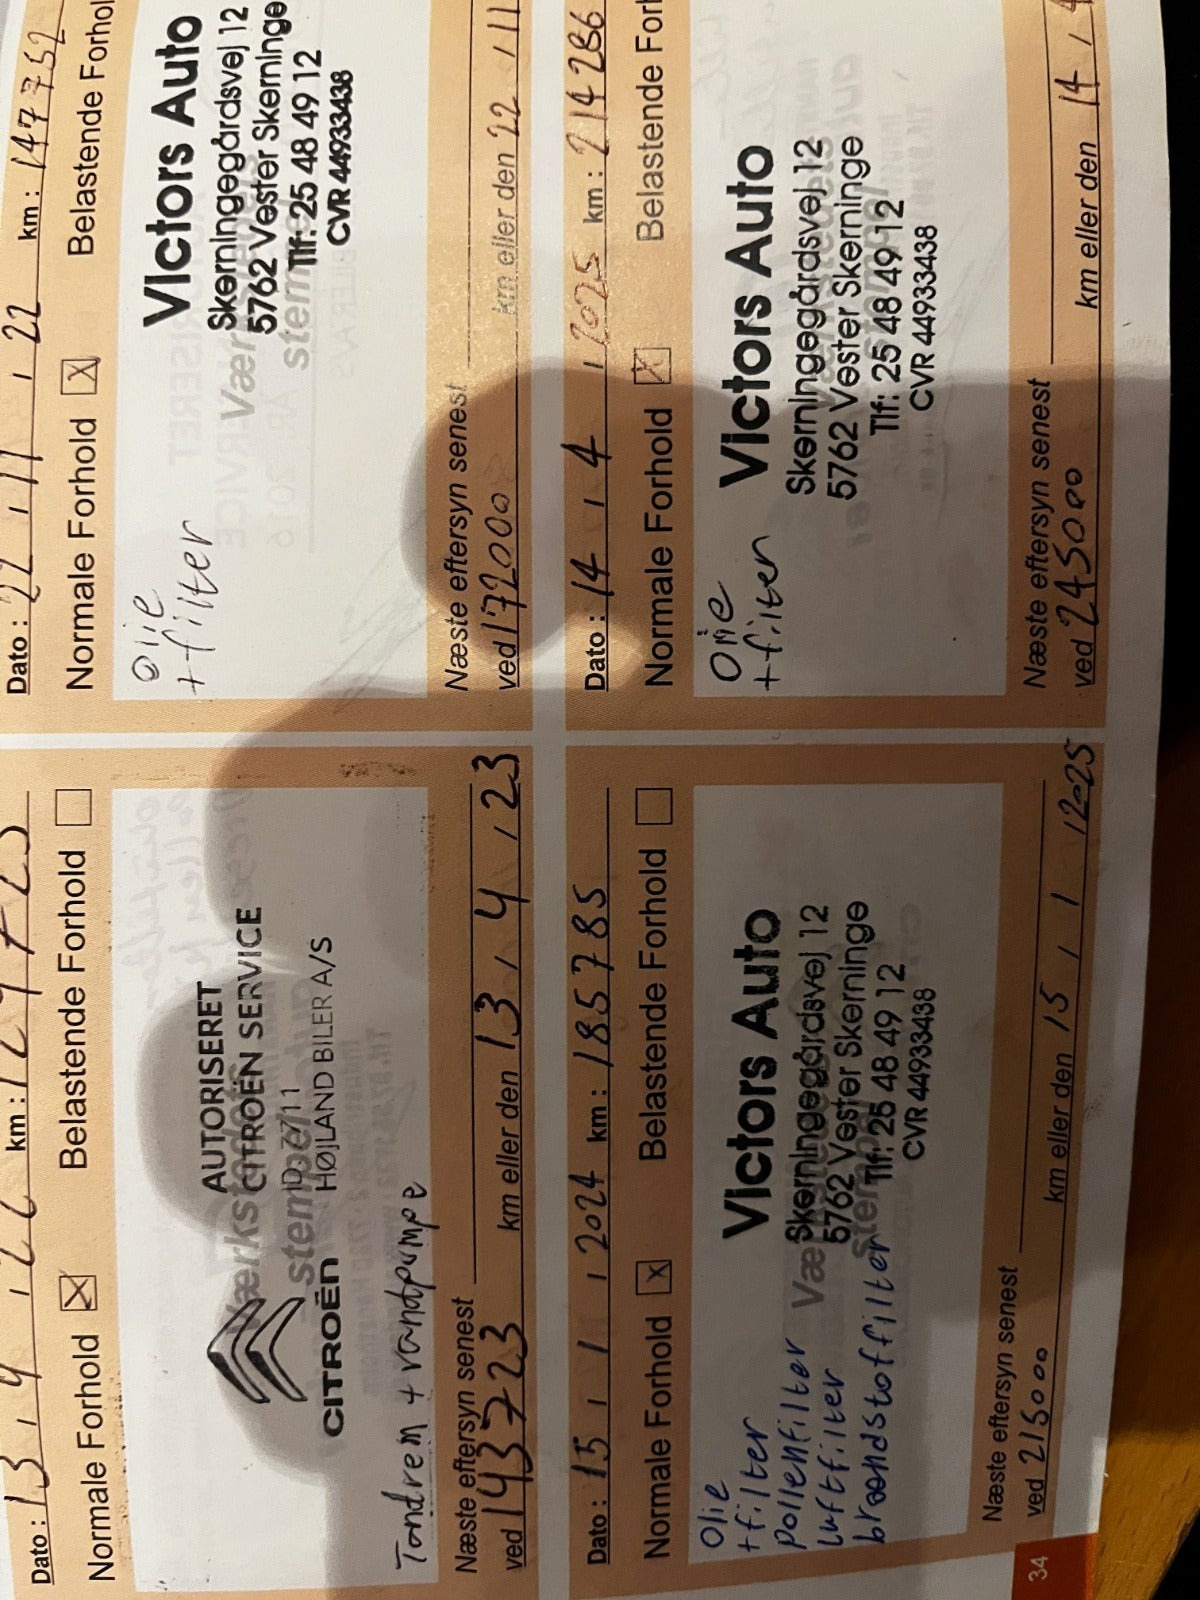 Dato : 13 , 4 , 22 km : 129723
Normale Forhold ☒ Belastende Forhold ☐
AUTORISERET
CITROËN SERVICE
ID 3711
HØJLAND BILER A/S
CITROËN
Tandrem + vandpumpe
Næste eftersyn senest
ved 143723 km eller den 13 , 4 , 23
Dato : 22 , 11 , 22 km : 147752
Normale Forhold ☒ Belastende Forhol
Olie
+ filter
Victors Auto
Skerningegårdsvej 12
5762 Vester Skerninge
Tlf: 25 48 49 12
CVR 44933438
Næste eftersyn senest
ved 172000 km eller den 22 , 11
Dato : 15 , 1 , 2024 km : 185785
Normale Forhold ☒ Belastende Forhold ☐
Olie
+filter
pollenfilter
luftfilter
brændstoffilter
Victors Auto
Skerningegårdsvej 12
5762 Vester Skerninge
Tlf: 25 48 49 12
CVR 44933438
Næste eftersyn senest
ved 215000 km eller den 15 , 1 , 2025
Dato : 14 , 4 , 2025 km : 214286
Normale Forhold ☒ Belastende Forh
Olie
+filter
Victors Auto
Skerningegårdsvej 12
5762 Vester Skerninge
Tlf: 25 48 49 12
CVR 44933438
Næste eftersyn senest
ved 245000 km eller den 14 , 4
34